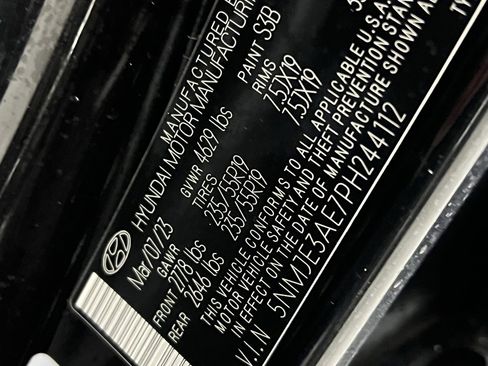 MANUFACTURED
HYUNDAI MOTOR MANUFACTURING
Mar/07/23 GVWR 4629 lbs PAINT S3B
GAWR TIRES RIMS
FRONT 2778 lbs 235/55R19 7.5JX19
REAR 2646 lbs 235/55R19 7.5JX19
THIS VEHICLE CONFORMS TO ALL APPLICABLE U.S.A.
MOTOR VEHICLE SAFETY AND THEFT PREVENTION STAN
IN EFFECT ON THE DATE OF MANUFACTURE SHOWN A
V.I.N 5NMJE3AE7PH244112 TY